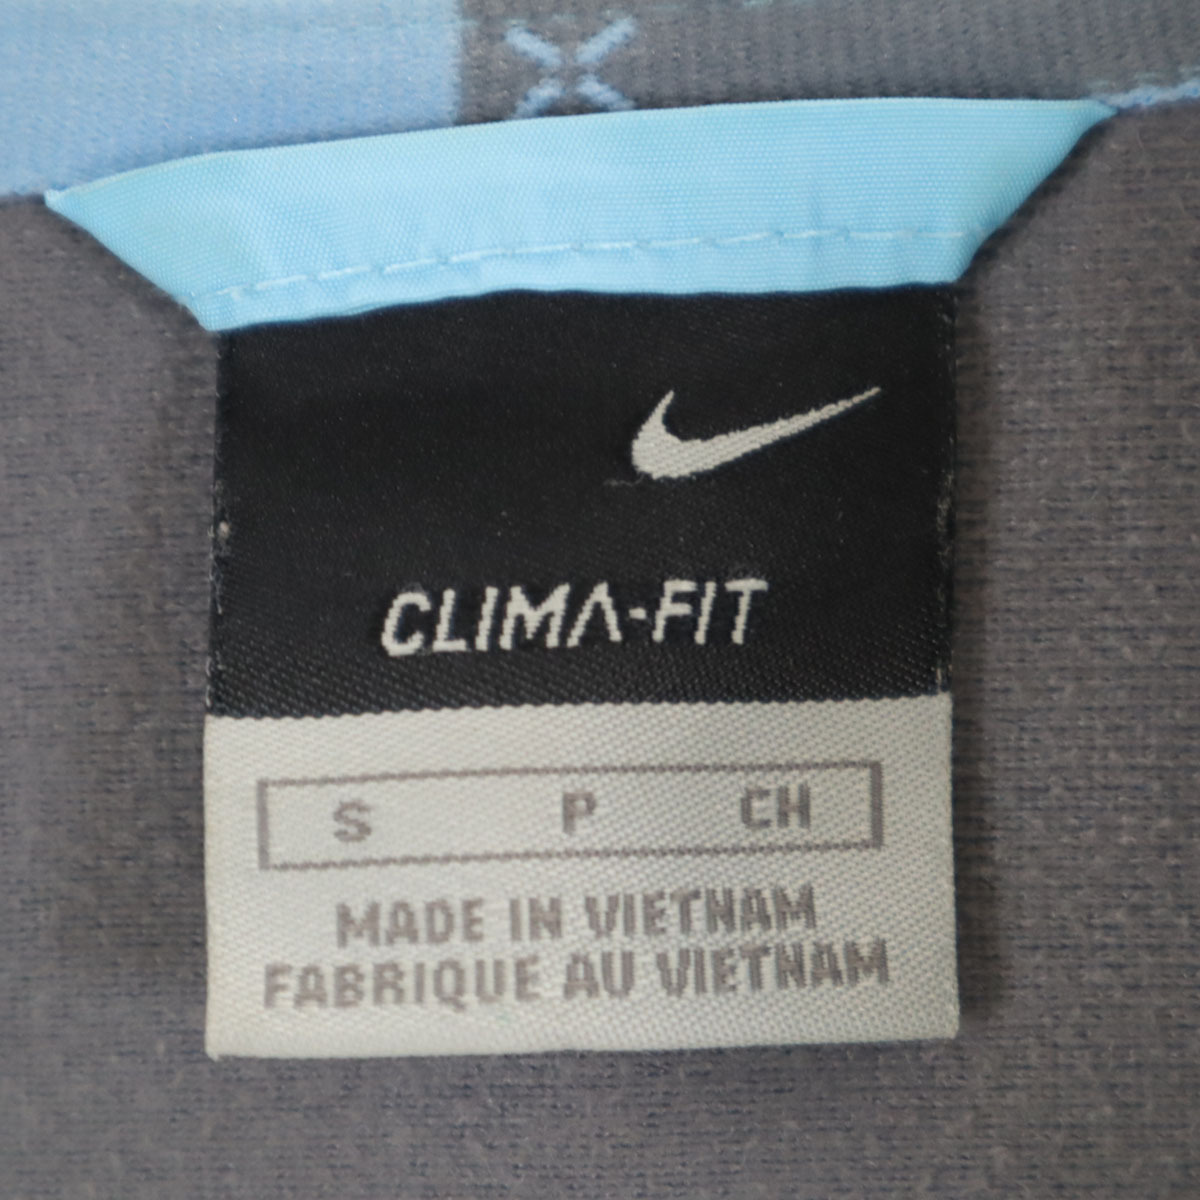 CLIMA-FIT
S P CH
MADE IN VIETNAM
FABRIQUE AU VIETNAM